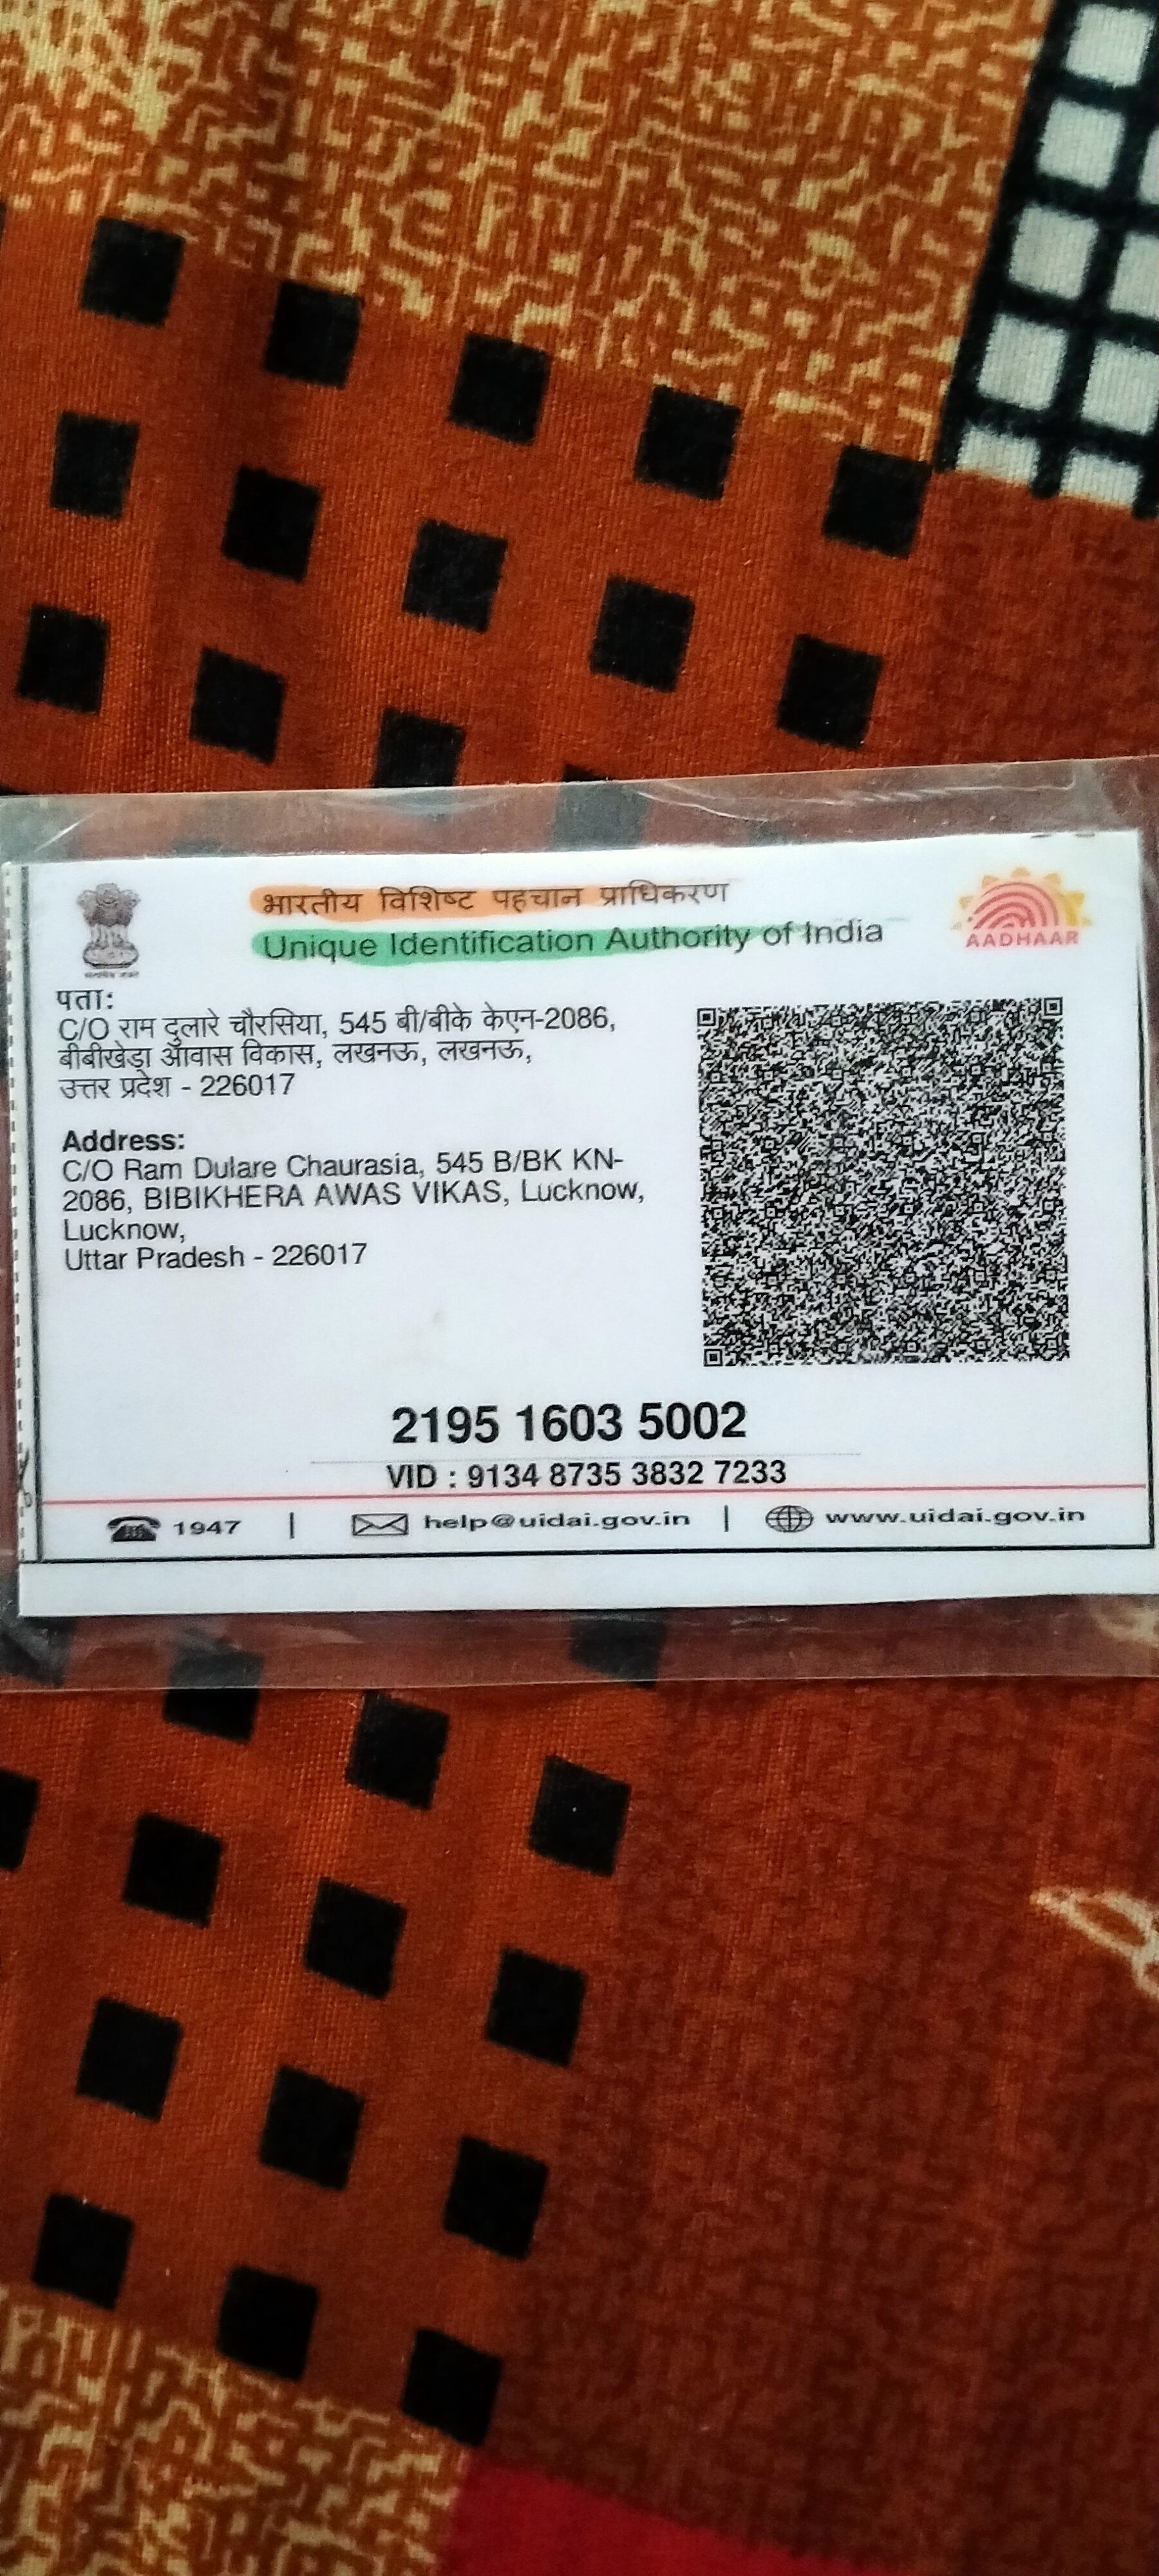 भारतीय विशिष्ट पहचान प्राधिकरण
Unique Identification Authority of India
AADHAAR
पता:
C/O राम दुलारे चौरसिया, 545 बी/बीके केएन-2086,
बीबीखेड़ा आवास विकास, लखनऊ, लखनऊ,
उत्तर प्रदेश - 226017
Address:
C/O Ram Dulare Chaurasia, 545 B/BK KN-
2086, BIBIKHERA AWAS VIKAS, Lucknow,
Lucknow,
Uttar Pradesh - 226017
2195 1603 5002
VID : 9134 8735 3832 7233
1947 | help@uidai.gov.in | www.uidai.gov.in